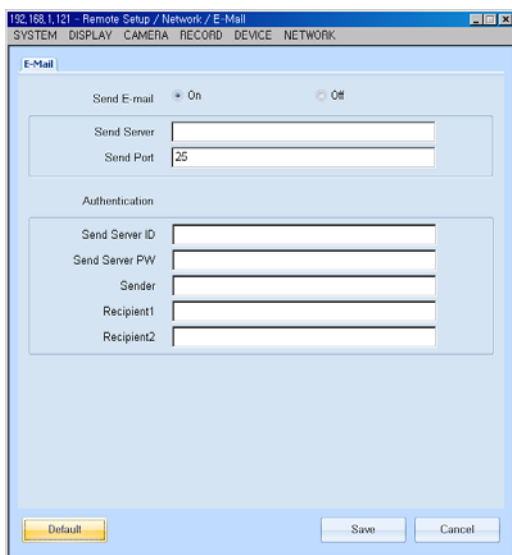 192,168,1,121 - Remote Setup / Network / E-Mail
SYSTEM DISPLAY CAMERA RECORD DEVICE NETWORK
E-Mail
Send E-mail On Off
Send Server
Send Port 25
Authentication
Send Server ID
Send Server PW
Sender
Recipient1
Recipient2
Default Save Cancel